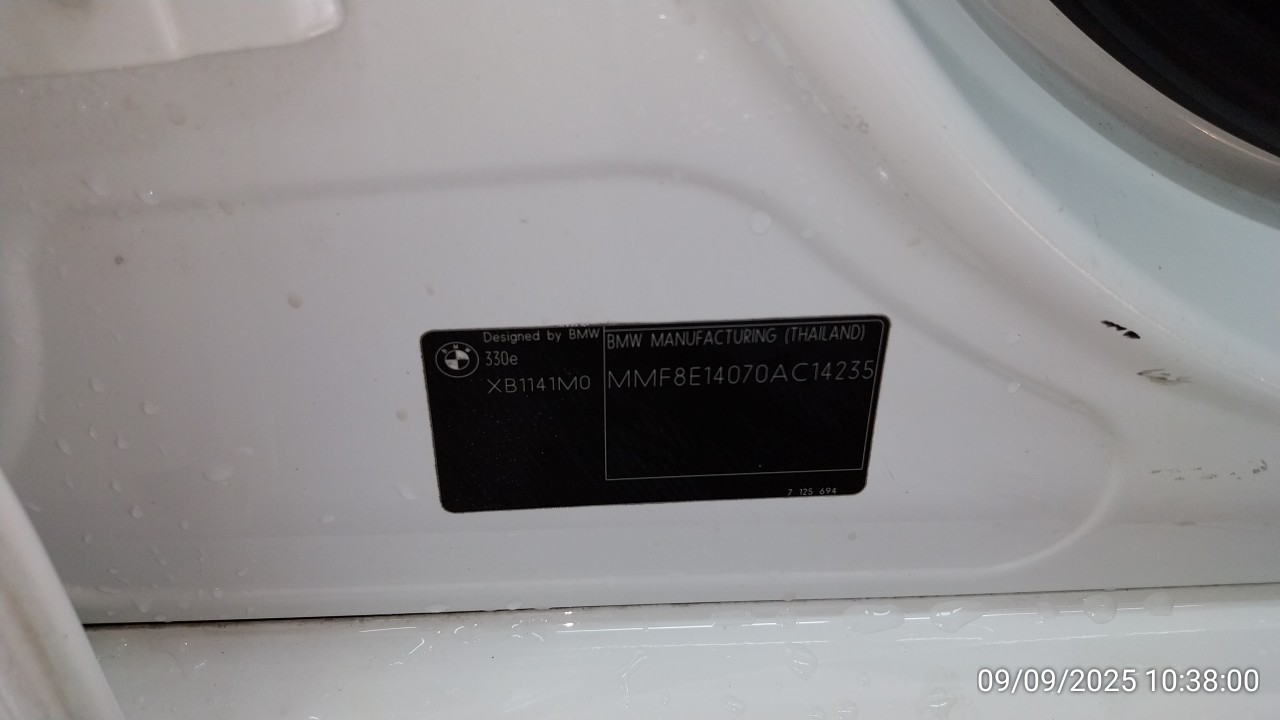 Designed by BMW
330e
XB1141M0
BMW MANUFACTURING (THAILAND)
MMF8E14070AC14235
7 125 694
09/09/2025 10:38:00